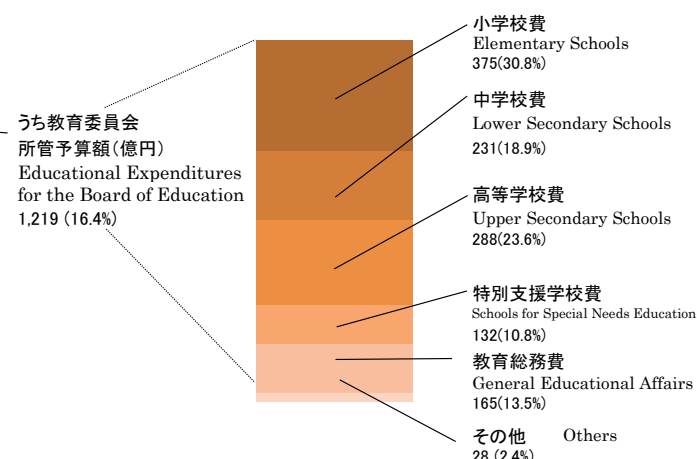 うち教育委員会
所管予算額(億円)
Educational Expenditures
for the Board of Education
1,219 (16.4%)
小学校費
Elementary Schools
375(30.8%)
中学校費
Lower Secondary Schools
231(18.9%)
高等学校費
Upper Secondary Schools
288(23.6%)
特別支援学校費
Schools for Special Needs Education
132(10.8%)
教育総務費
General Educational Affairs
165(13.5%)
その他 Others
28 (2.4%)